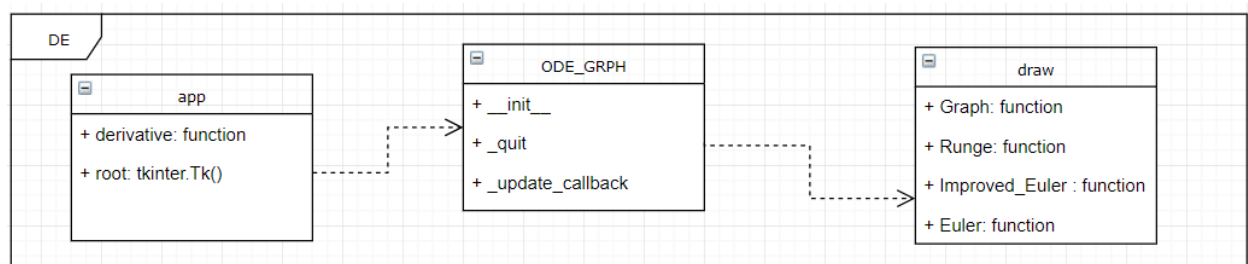 DE
app
+ derivative: function
+ root: tkinter.Tk()
ODE_GRPH
+ __init__
+ _quit
+ _update_callback
draw
+ Graph: function
+ Runge: function
+ Improved_Euler : function
+ Euler: function